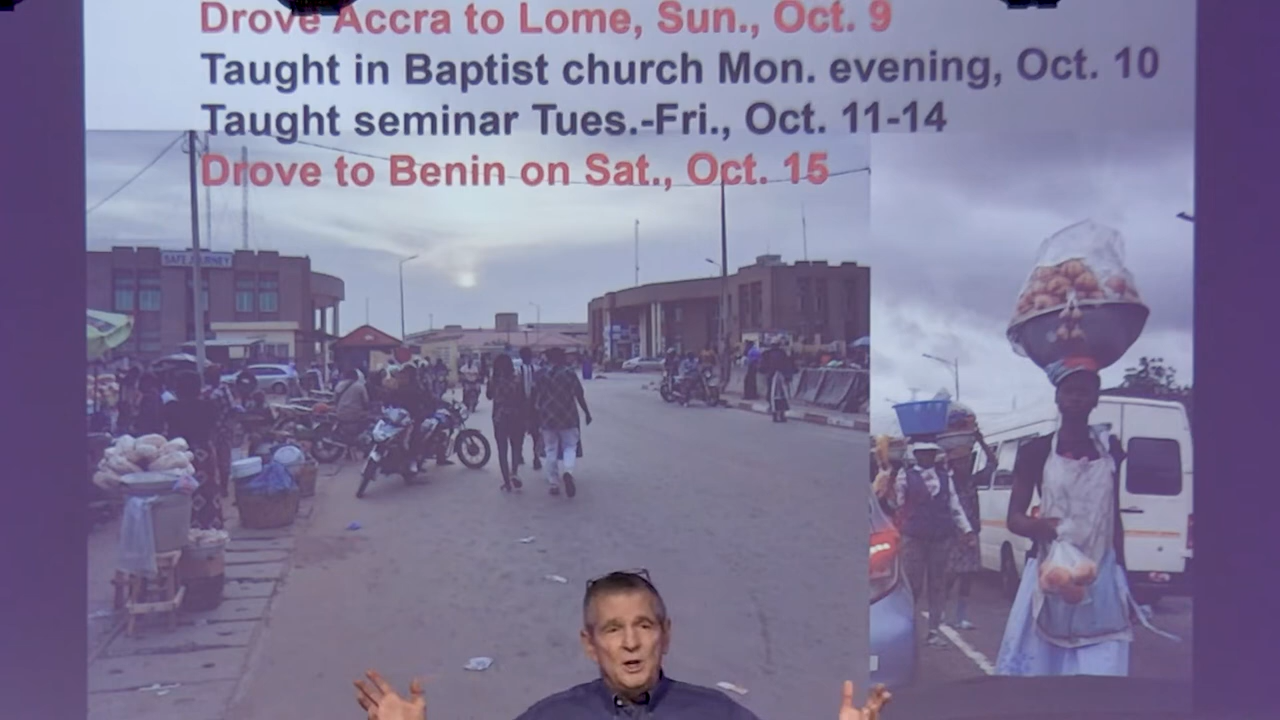 Drove Accra to Lome, Sun., Oct. 9
Taught in Baptist church Mon. evening, Oct. 10
Taught seminar Tues.-Fri., Oct. 11-14
Drove to Benin on Sat., Oct. 15
SAFE JOURNEY